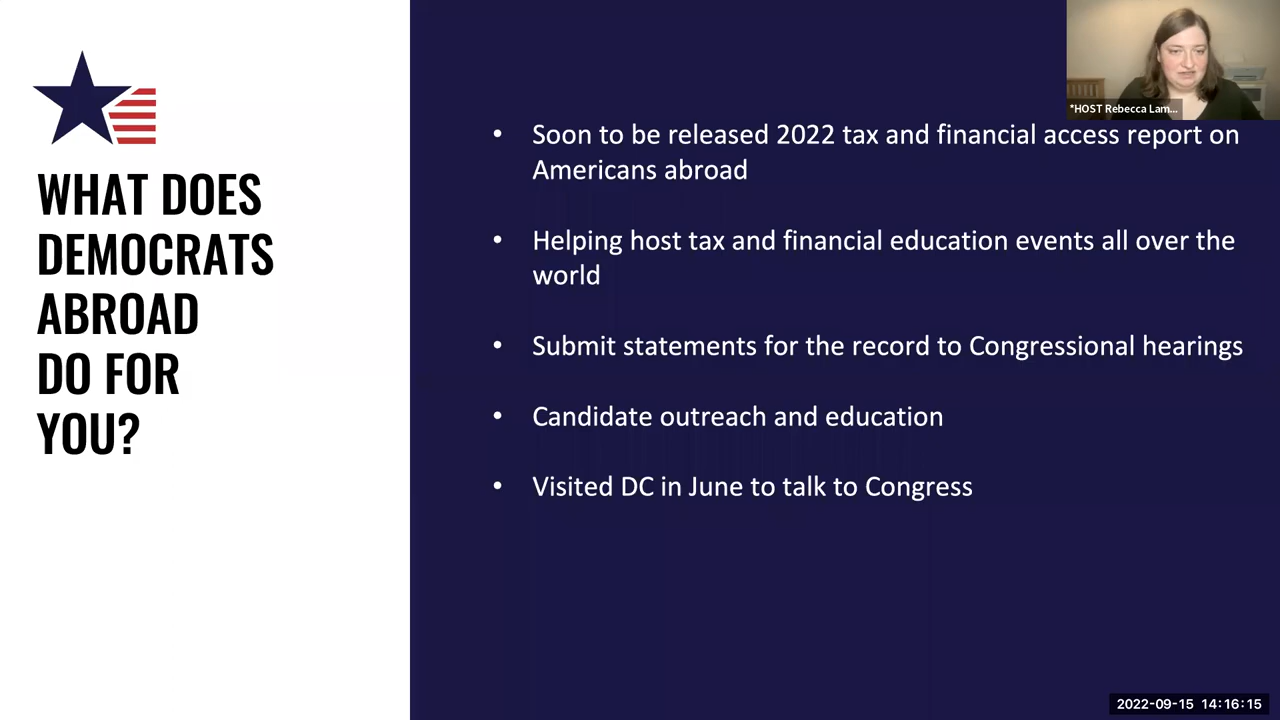 WHAT DOES
DEMOCRATS
ABROAD
DO FOR
YOU?
*HOST Rebecca Lam...
• Soon to be released 2022 tax and financial access report on
Americans abroad
• Helping host tax and financial education events all over the
world
• Submit statements for the record to Congressional hearings
• Candidate outreach and education
• Visited DC in June to talk to Congress
2022-09-15 14:16:15